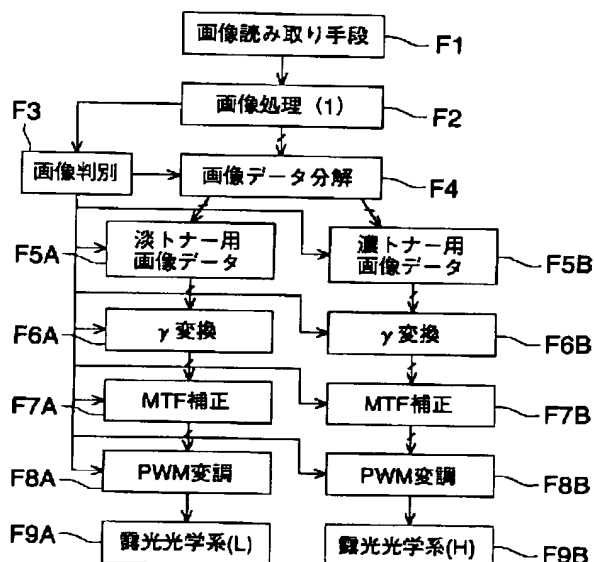 画像読み取り手段
F1
F3
画像処理 (1)
F2
画像判別
画像データ分解
F4
F5A
淡トナー用
画像データ
濃トナー用
画像データ
F5B
F6A
γ変換
γ変換
F6B
F7A
MTF補正
MTF補正
F7B
F8A
PWM変調
PWM変調
F8B
F9A
露光光学系(L)
露光光学系(H)
F9B